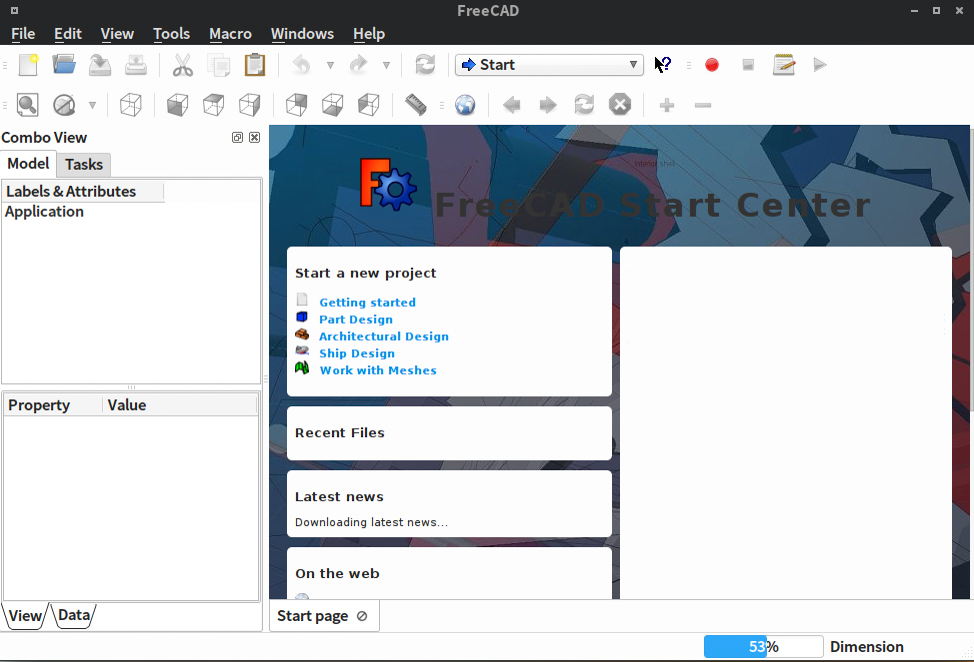 FreeCAD
File Edit View Tools Macro Windows Help
Start
Combo View
Model Tasks
Labels & Attributes
Application
Property Value
View Data
Interior shell
FreeCAD Start Center
Start a new project
Getting started
Part Design
Architectural Design
Ship Design
Work with Meshes
Recent Files
Latest news
Downloading latest news...
On the web
Start page
53%
Dimension